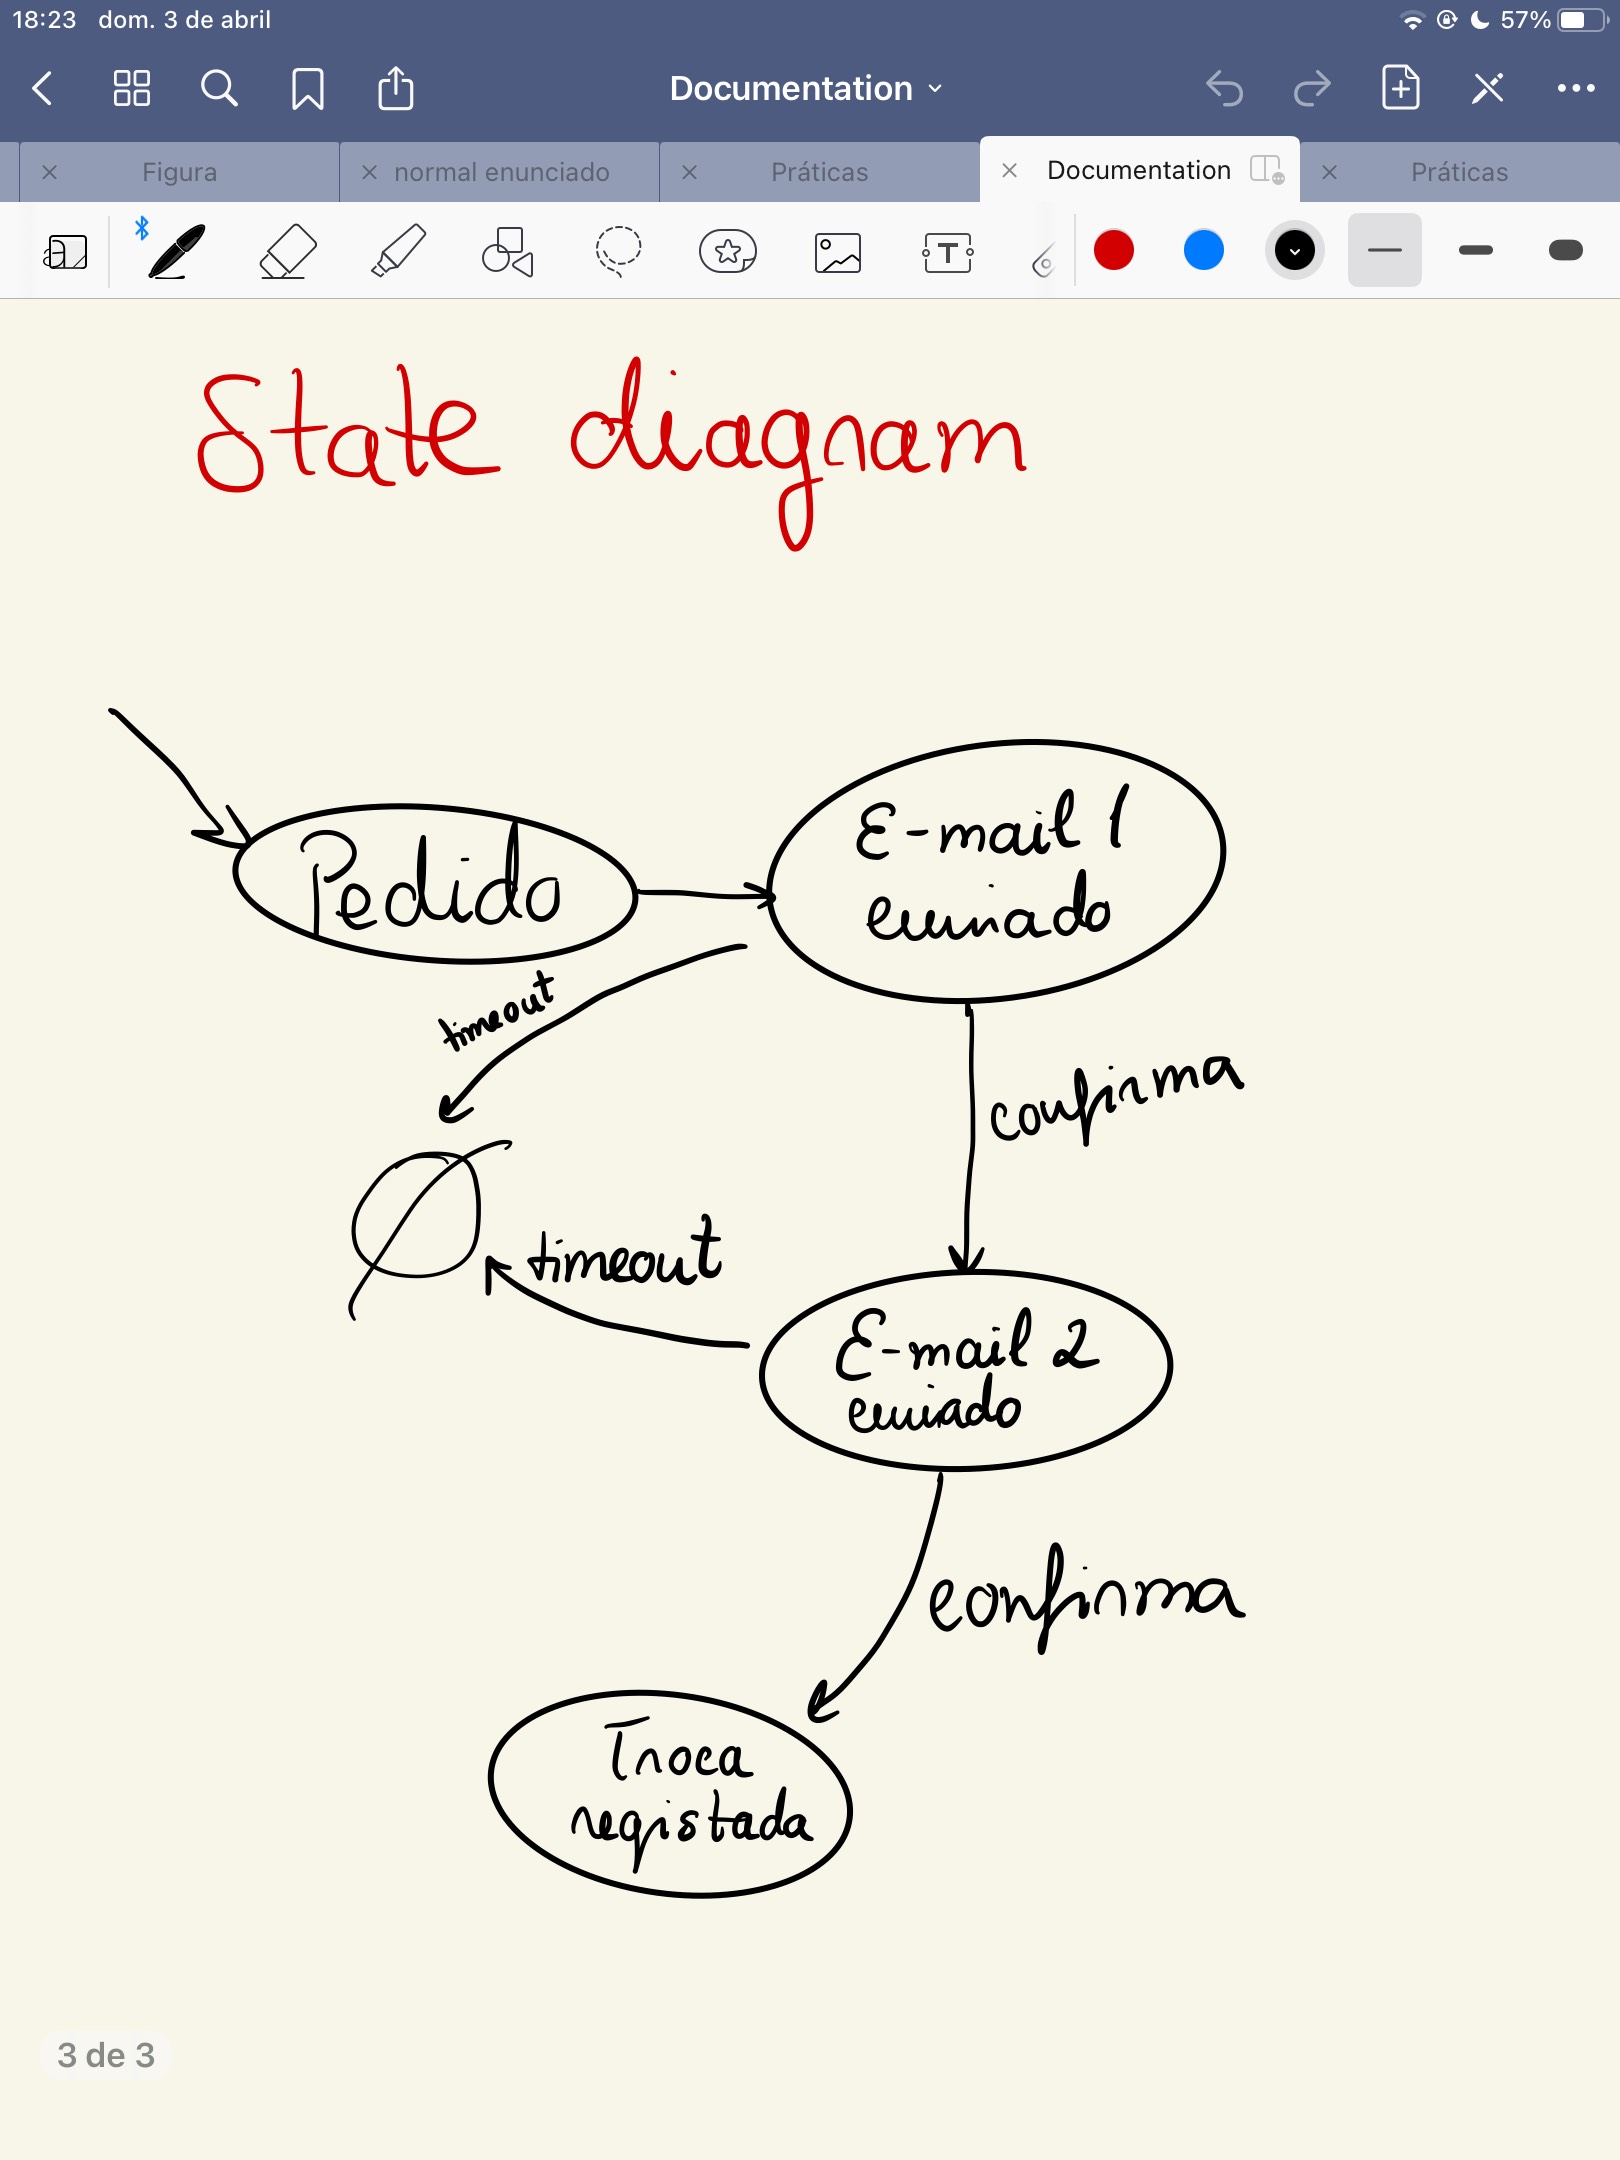 18:23 dom. 3 de abril 57%
Documentation
Figura normal enunciado Práticas Documentation Práticas
State diagram
Pedido
E-mail 1
enviado
timeout
confirma
Ø
timeout
E-mail 2
enviado
confirma
Troca
registada
3 de 3